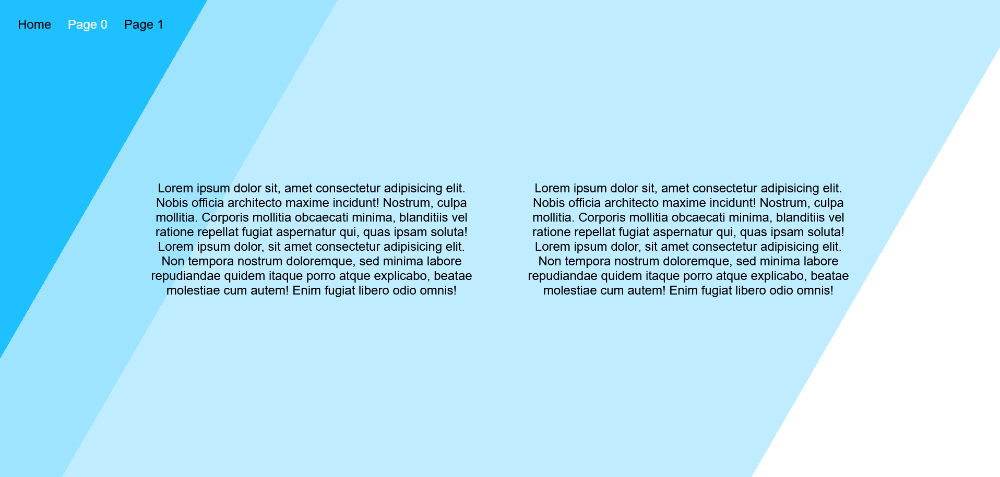 Home Page 0 Page 1
Lorem ipsum dolor sit, amet consectetur adipisicing elit.
Nobis officia architecto maxime incidunt! Nostrum, culpa
mollitia. Corporis mollitia obcaecati minima, blanditiis vel
ratione repellat fugiat aspernatur qui, quas ipsam soluta!
Lorem ipsum dolor, sit amet consectetur adipisicing elit.
Non tempora nostrum doloremque, sed minima labore
repudiandae quidem itaque porro atque explicabo, beatae
molestiae cum autem! Enim fugiat libero odio omnis!
Lorem ipsum dolor sit, amet consectetur adipisicing elit.
Nobis officia architecto maxime incidunt! Nostrum, culpa
mollitia. Corporis mollitia obcaecati minima, blanditiis vel
ratione repellat fugiat aspernatur qui, quas ipsam soluta!
Lorem ipsum dolor, sit amet consectetur adipisicing elit.
Non tempora nostrum doloremque, sed minima labore
repudiandae quidem itaque porro atque explicabo, beatae
molestiae cum autem! Enim fugiat libero odio omnis!